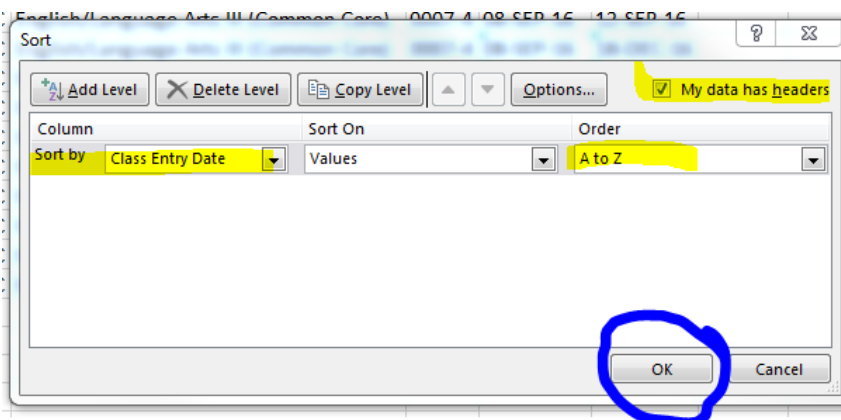 English/Language Arts III (Common Core) 0007 4 08-SEP-16 12-SEP-16
Sort
Add Level Delete Level Copy Level Options... My data has headers
Column Sort On Order
Sort by Class Entry Date Values A to Z
OK Cancel